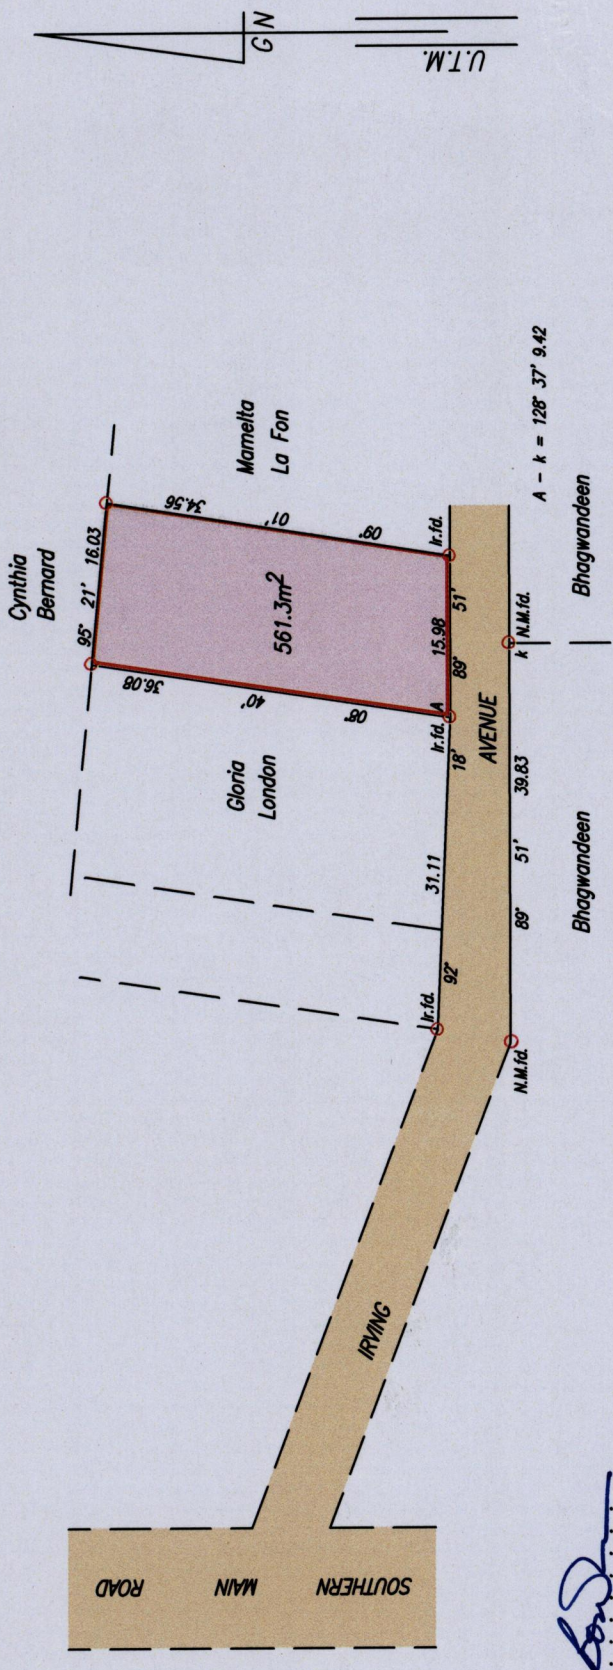 G N
U.T.M.
Cynthia
Bernard
95° 21' 16.03
34.56
01'
09°
Mamelta
La Fon
561.3m²
36.08
40'
08°
Gloria
London
Ir.fd.
51'
15.98
89°
A
Ir.fd.
18'
31.11
92°
Ir.fd.
AVENUE
k N.M.fd.
39.83
51'
89°
N.M.fd.
A - k = 128° 37' 9.42
Bhagwandeen
Bhagwandeen
IRVING
SOUTHERN
MAIN
ROAD